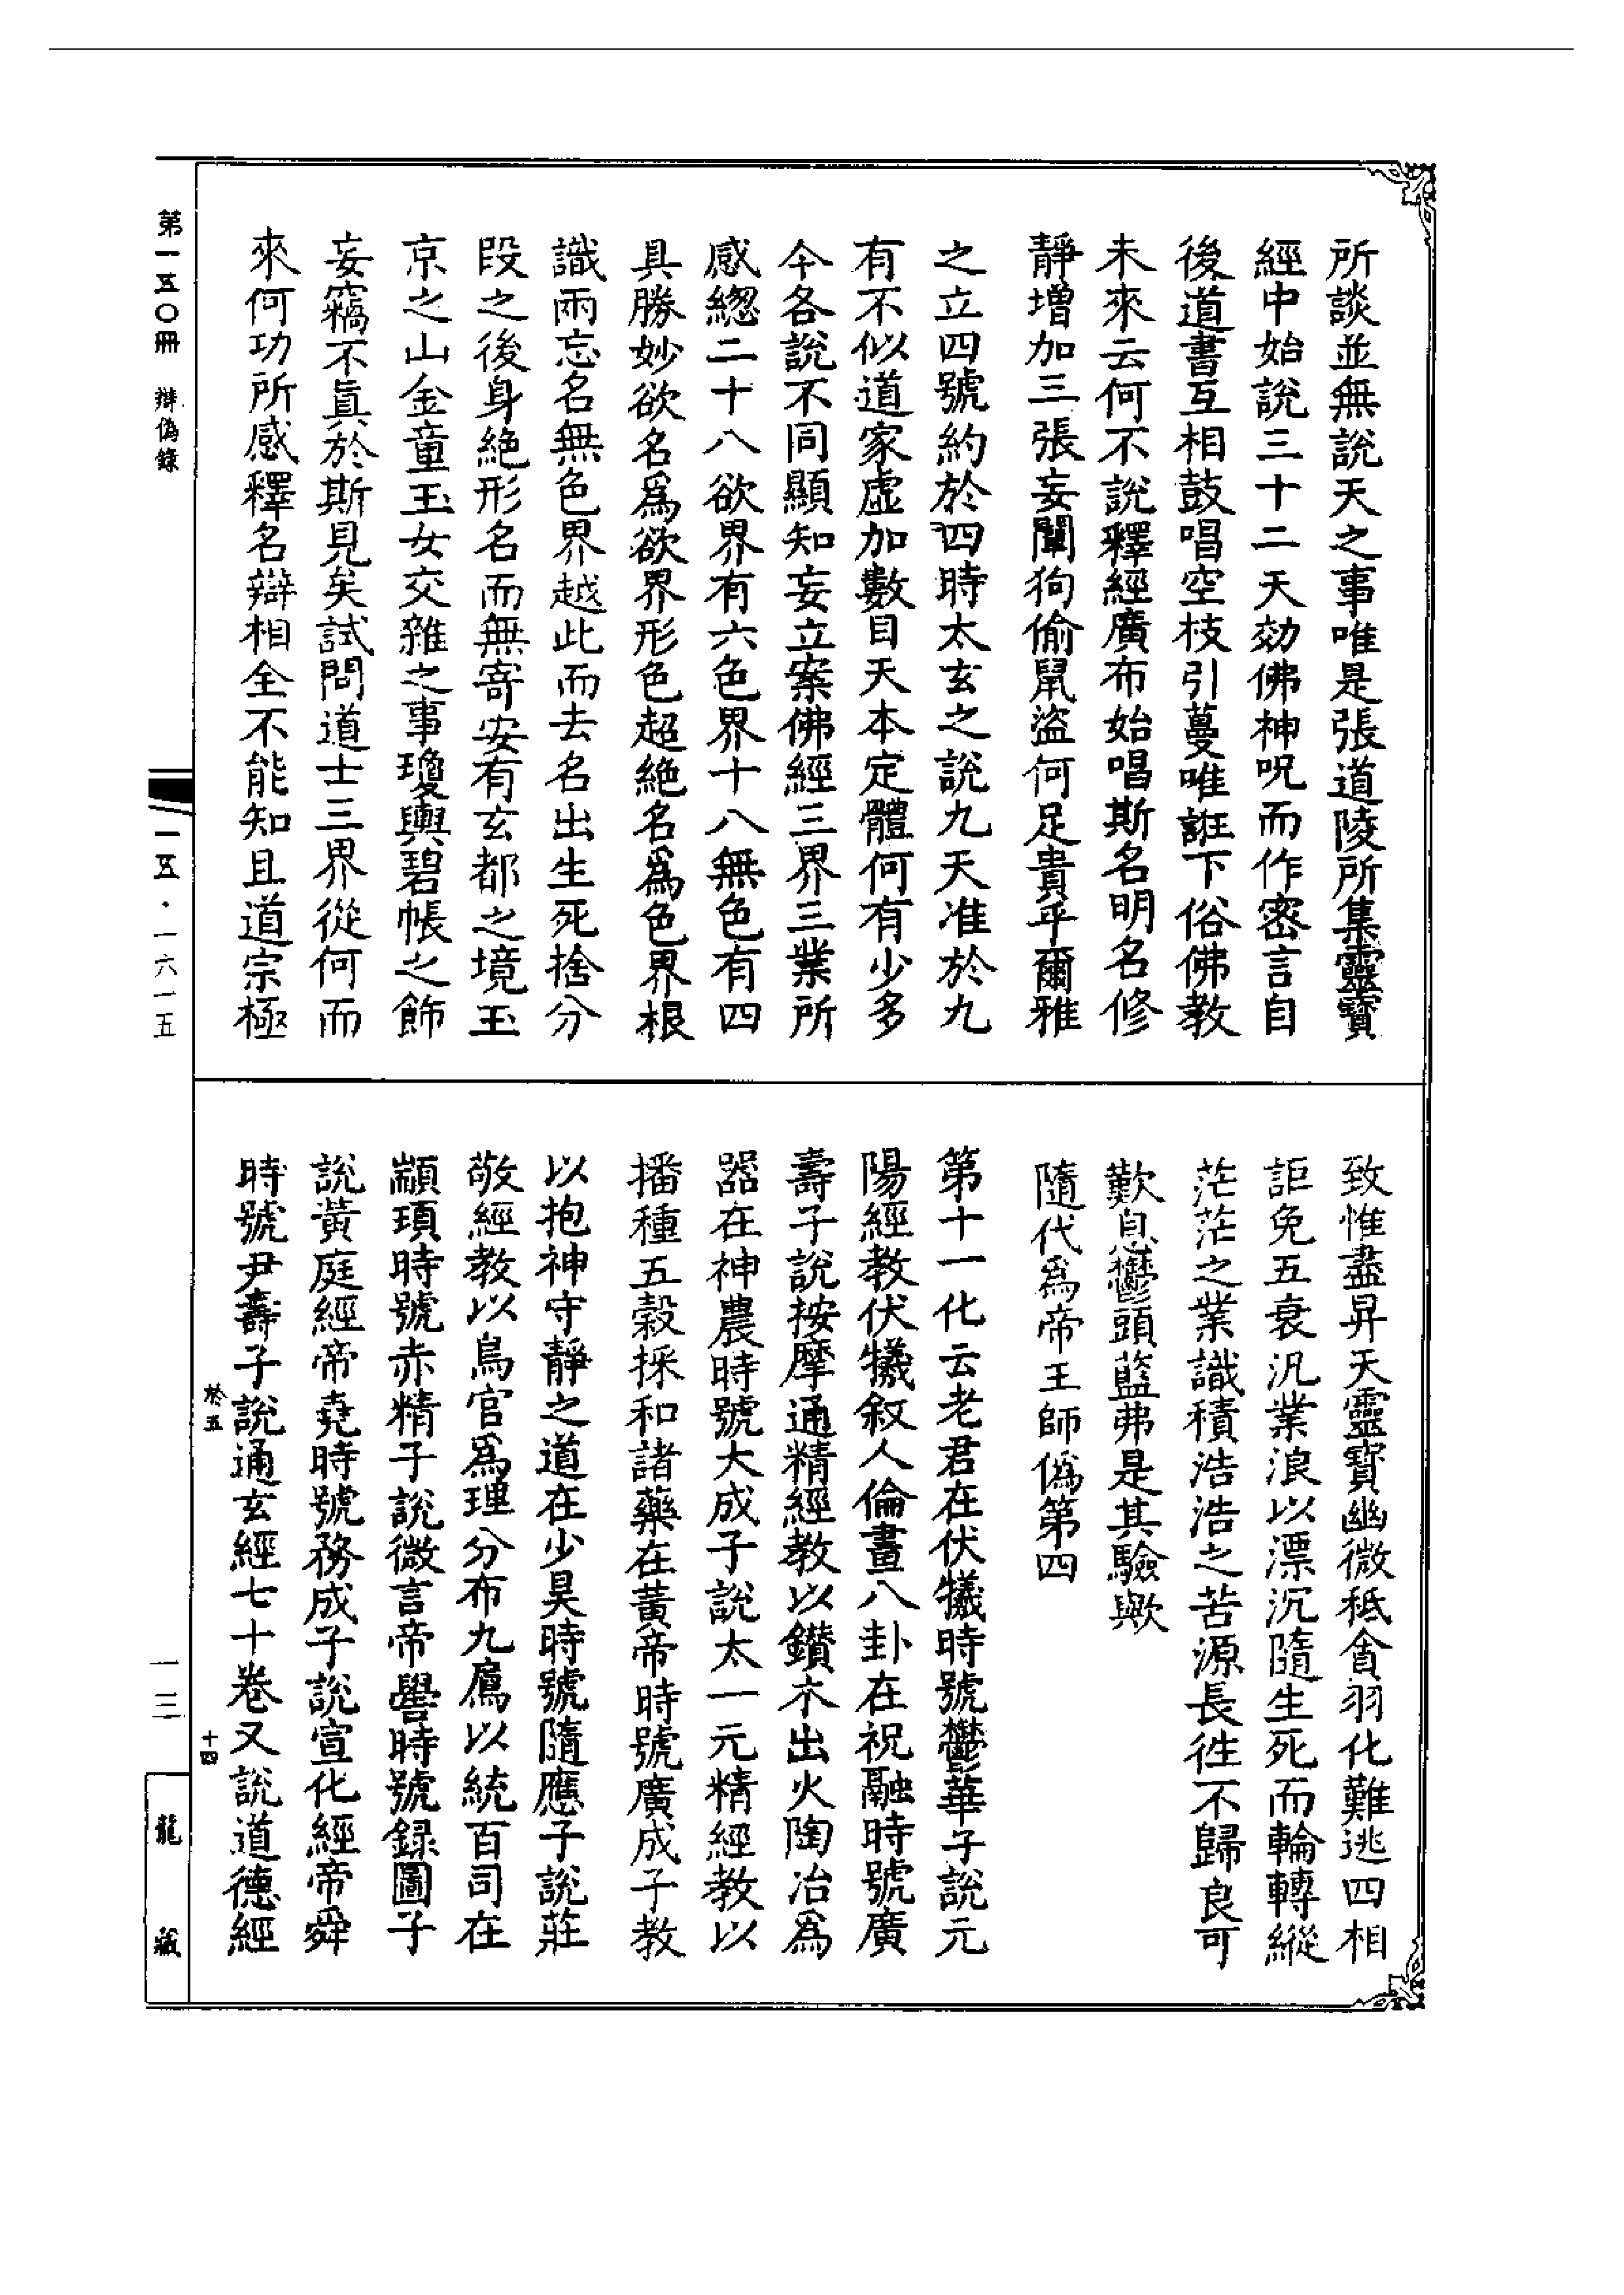 所談並無說天之事唯是張道陵所集靈寶
經中始說三十二天効佛神呪而作密言自
後道書互相鼓唱空枝引蔓唯誑下俗佛教
未來云何不說釋經廣布始唱斯名明名修
靜增加三張妄闡狗偷鼠盜何足貴乎爾雅
之立四號約於四時太玄之說九天准於九
有不似道家虛加數目天本定體何有少多
今各說不同顯知妄立案佛經三界三業所
感緫二十八欲界有六色界十八無色有四
具勝妙欲名爲欲界形色超絶名爲色界根
識兩忘名無色界越此而去名出生死捨分
段之後身絶形名而無寄安有玄都之境玉
京之山金童玉女交雜之事瓊輿碧帳之飾
妄竊不眞於斯見矣試問道士三界從何而
來何功所感釋名辯相全不能知且道宗極
致惟盡昇天靈寶幽微秪貪羽化難逃四相
詎免五衰汎業浪以漂沉隨生死而輪轉縱
茫茫之業識積浩浩之苦源長徃不歸良可
歎息鬱頭藍弗是其驗歟
隨代爲帝王師僞第四
第十一化云老君在伏犧時號鬱華子說元
陽經教伏犧叙人倫畫八卦在祝融時號廣
壽子說按摩通精經教以鑚木出火陶冶爲
器在神農時號大成子說太一元精經教以
播種五穀採和諸藥在黃帝時號廣成子教
以抱神守靜之道在少昊時號隨應子說莊
敬經教以鳥官爲理分布九鳸以統百司在
顓頊時號赤精子說微言帝嚳時號録圖子
說黃庭經帝堯時號務成子說宣化經帝舜
時號尹壽子說通玄經七十卷又說道德經
第一五〇冊 辯偽錄
一五·一六一五
於五
十四
一三
龍藏